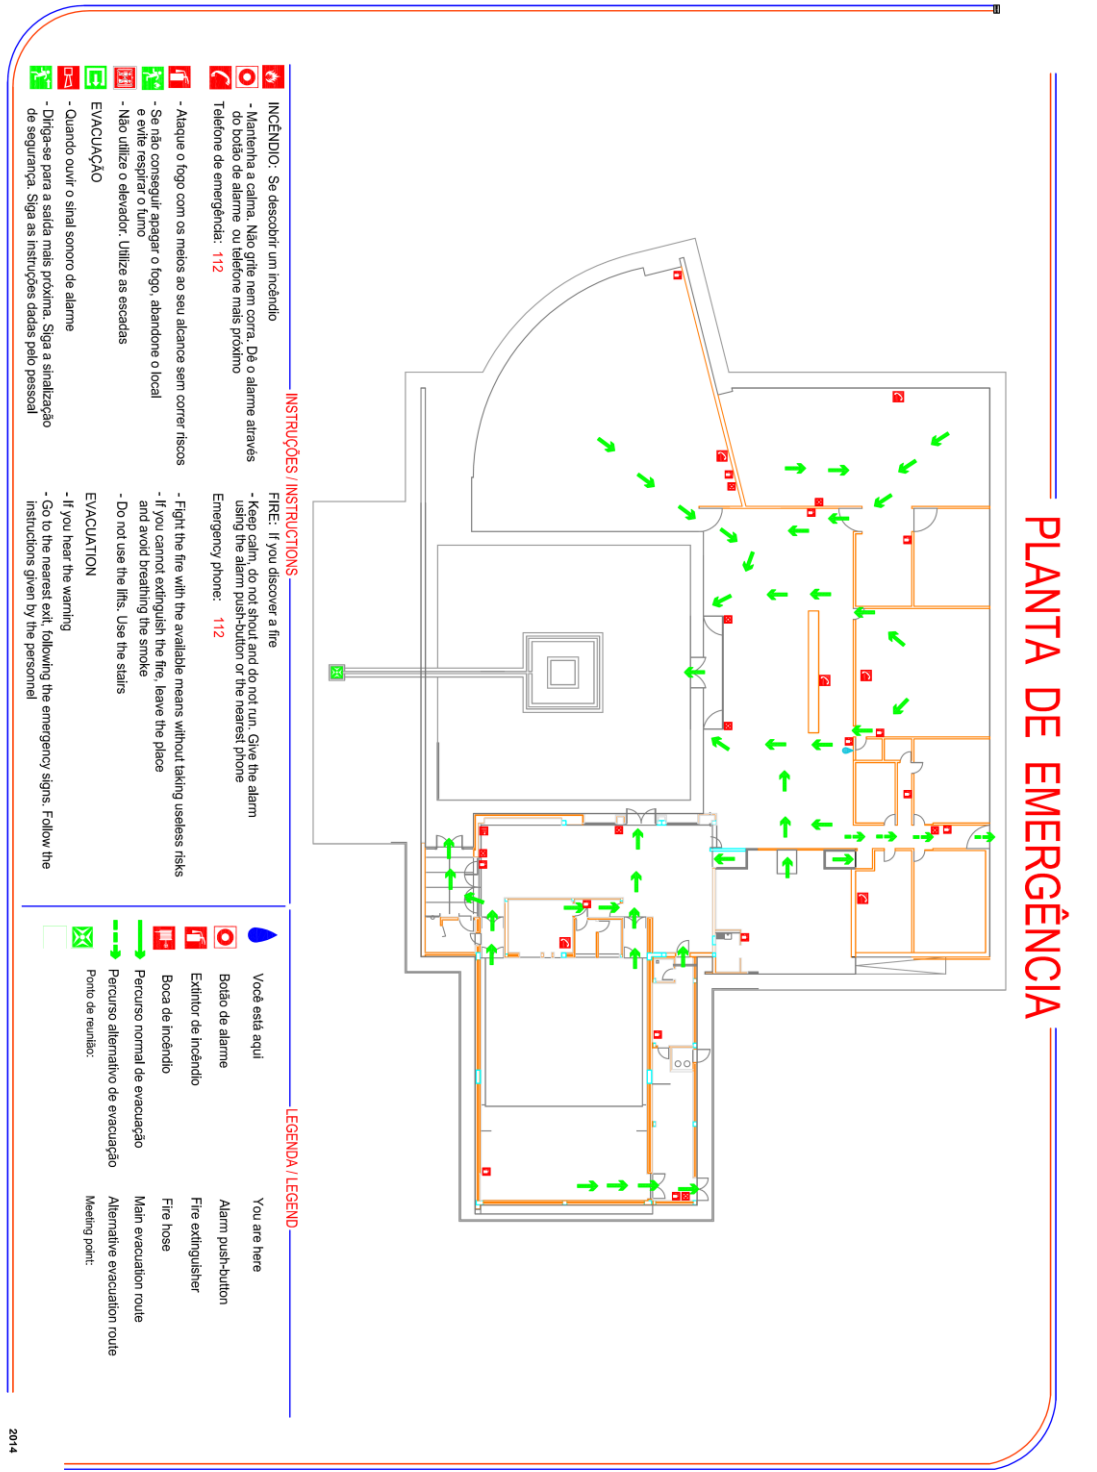 PLANTA DE EMERGÊNCIA
INSTRUÇÕES / INSTRUCTIONS
INCÊNDIO: Se descobrir um incêndio
- Mantenha a calma. Não grite nem corra. Dê o alarme através
do botão de alarme ou telefone mais próximo
Telefone de emergência: 112
- Ataque o fogo com os meios ao seu alcance sem correr riscos
- Se não conseguir apagar o fogo, abandone o local
e evite respirar o fumo
- Não utilize o elevador. Utilize as escadas
EVACUAÇÃO
- Quando ouvir o sinal sonoro de alarme
- Diriga-se para a saída mais próxima. Siga a sinalização
de segurança. Siga as instruções dadas pelo pessoal
FIRE: If you discover a fire
- Keep calm, do not shout and do not run. Give the alarm
using the alarm push-button or the nearest phone
Emergency phone: 112
- Fight the fire with the available means without taking useless risks
- If you cannot extinguish the fire, leave the place
and avoid breathing the smoke
- Do not use the lifts. Use the stairs
EVACUATION
- If you hear the warning
- Go to the nearest exit, following the emergency signs. Follow the
instructions given by the personnel
LEGENDA / LEGEND
Você está aqui You are here
Botão de alarme Alarm push-button
Extintor de incêndio Fire extinguisher
Boca de incêndio Fire hose
Percurso normal de evacuação Main evacuation route
Percurso alternativo de evacuação Alternative evacuation route
Ponto de reunião: Meeting point:
2014